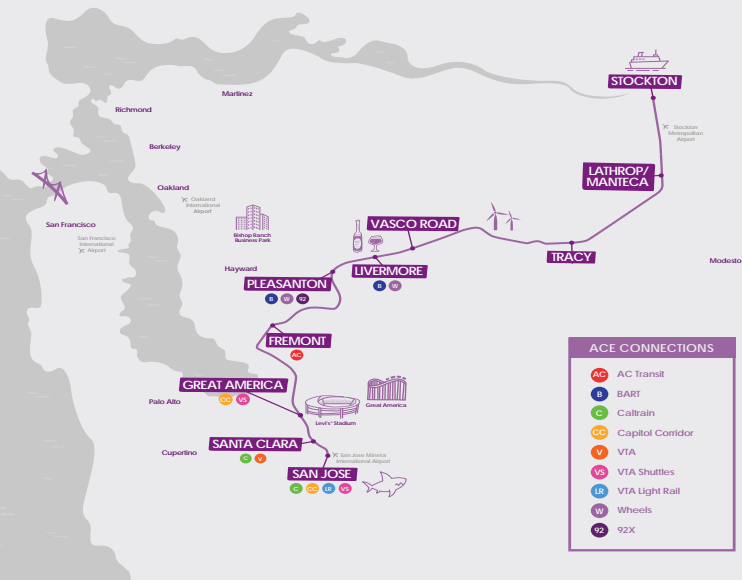 STOCKTON
Martinez
Richmond
Stockton
Metropolitan
Airport
Berkeley
LATHROP/
MANTECA
Oakland
Oakland
International
Airport
San Francisco
San Francisco
International
Airport
Bishop Ranch
Business Park
VASCO ROAD
TRACY
Modesto
Hayward
LIVERMORE
B W
PLEASANTON
B W 92
FREMONT
AC
GREAT AMERICA
CC VS
Great America
Palo Alto
Levi's® Stadium
SANTA CLARA
C V
Cupertino
San Jose Mineta
International Airport
SAN JOSE
C CC LR VS
ACE CONNECTIONS
AC AC Transit
B BART
C Caltrain
CC Capitol Corridor
V VTA
VS VTA Shuttles
LR VTA Light Rail
W Wheels
92 92X